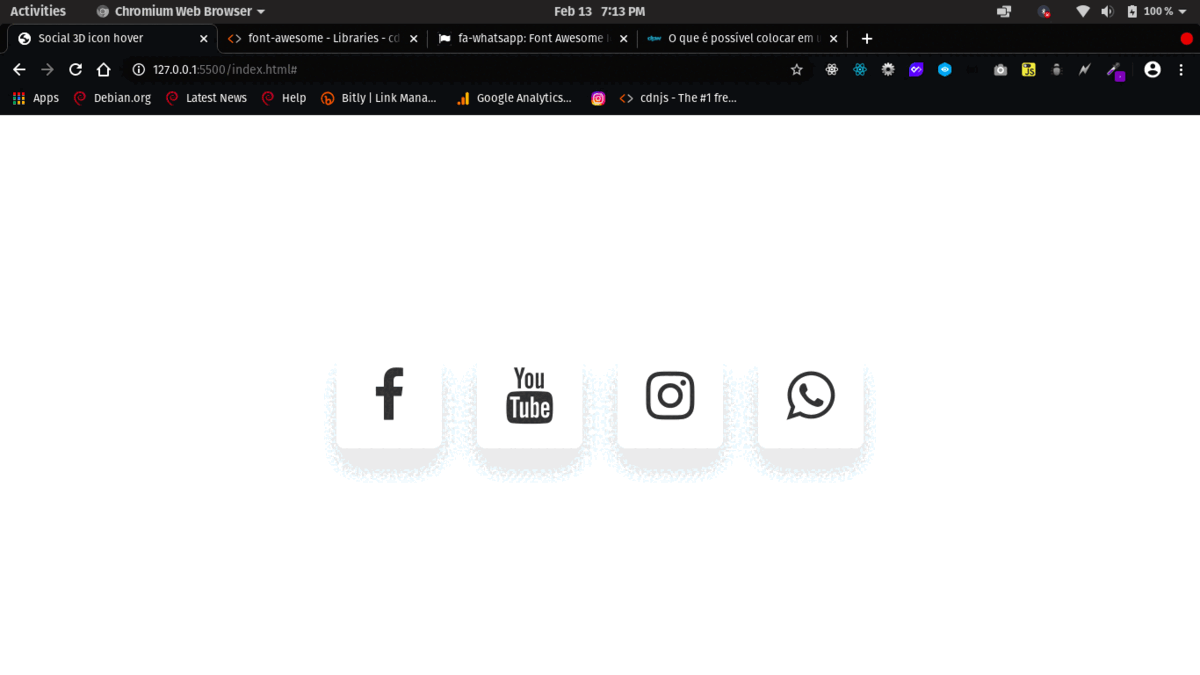 Activities Chromium Web Browser Feb 13 7:13 PM 100 %
Social 3D icon hover font-awesome - Libraries - cd fa-whatsapp: Font Awesome O que é possível colocar em
127.0.0.1:5500/index.html# JS
Apps Debian.org Latest News Help Bitly | Link Mana... Google Analytics... cdnjs - The #1 fre...
You
Tube